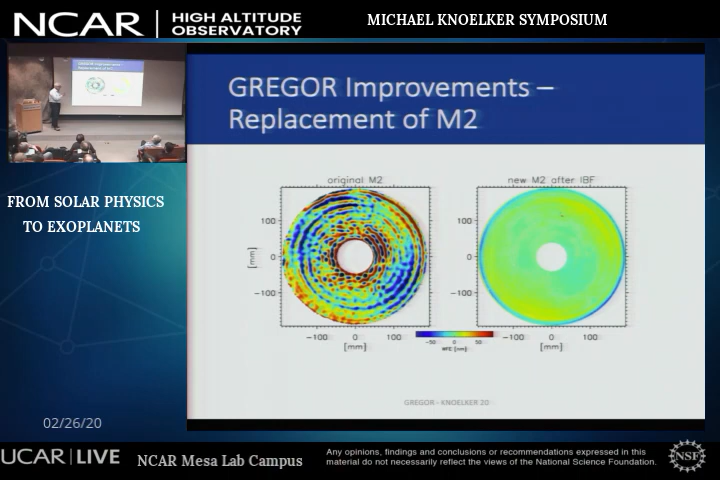 NCAR
HIGH ALTITUDE
OBSERVATORY
MICHAEL KNOELKER SYMPOSIUM
GREGOR Improvements –
Replacement of M2
FROM SOLAR PHYSICS
TO EXOPLANETS
original M2
new M2 after IBF
100
0
−100
[mm]
100
0
−100
−100 0 100
[mm]
−50 0 50
−100 0 100
[mm]
GREGOR - KNOELKER 20
02/26/20
UCAR | LIVE
NCAR Mesa Lab Campus
Any opinions, findings and conclusions or recommendations expressed in this
material do not necessarily reflect the views of the National Science Foundation.
NSF